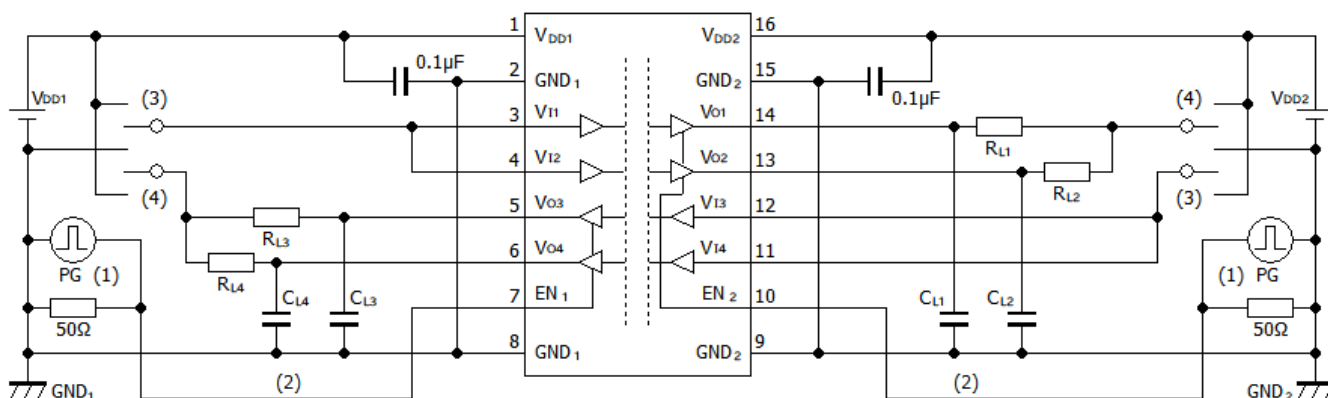 1 VDD1 VDD2 16
0.1µF
2 GND1 GND2 15
0.1µF
VDD1 (3) (4) VDD2
3 VI1 VO1 14
RL1
4 VI2 VO2 13
(4) RL2 (3)
5 VO3 VI3 12
RL3
6 VO4 VI4 11
PG (1) RL4 (1) PG
7 EN1 EN2 10
CL4 CL3 CL1 CL2
50Ω 50Ω
8 GND1 GND2 9
(2) (2)
GND1 GND2